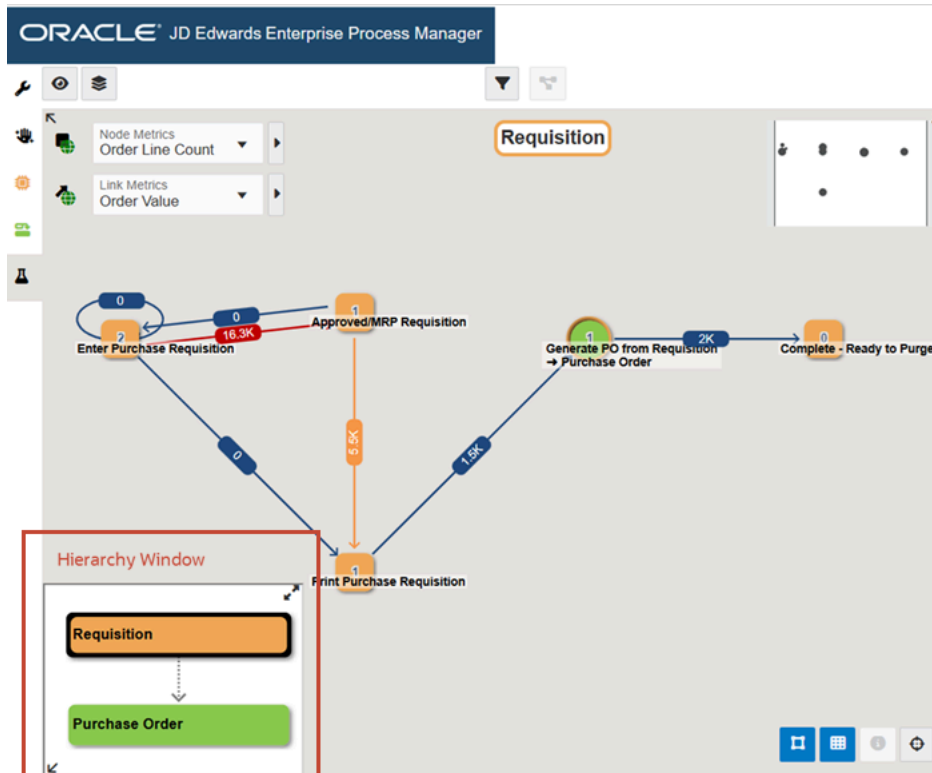 ORACLE® JD Edwards Enterprise Process Manager
Node Metrics
Order Line Count
Link Metrics
Order Value
Requisition
0
0
16.3K
1
Approved/MRP Requisition
2
Enter Purchase Requisition
1
Generate PO from Requisition
→ Purchase Order
2K
0
Complete - Ready to Purge
0
5.5K
1.5K
1
Print Purchase Requisition
Hierarchy Window
Requisition
Purchase Order